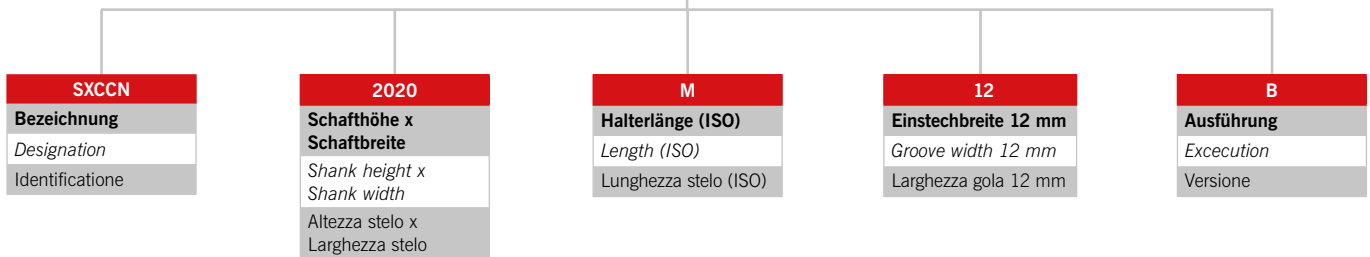 SXCCN
Bezeichnung
Designation
Identificatione
2020
Schafthöhe x
Schaftbreite
Shank height x
Shank width
Altezza stelo x
Larghezza stelo
M
Halterlänge (ISO)
Length (ISO)
Lunghezza stelo (ISO)
12
Einstechbreite 12 mm
Groove width 12 mm
Larghezza gola 12 mm
B
Ausführung
Excecution
Versione